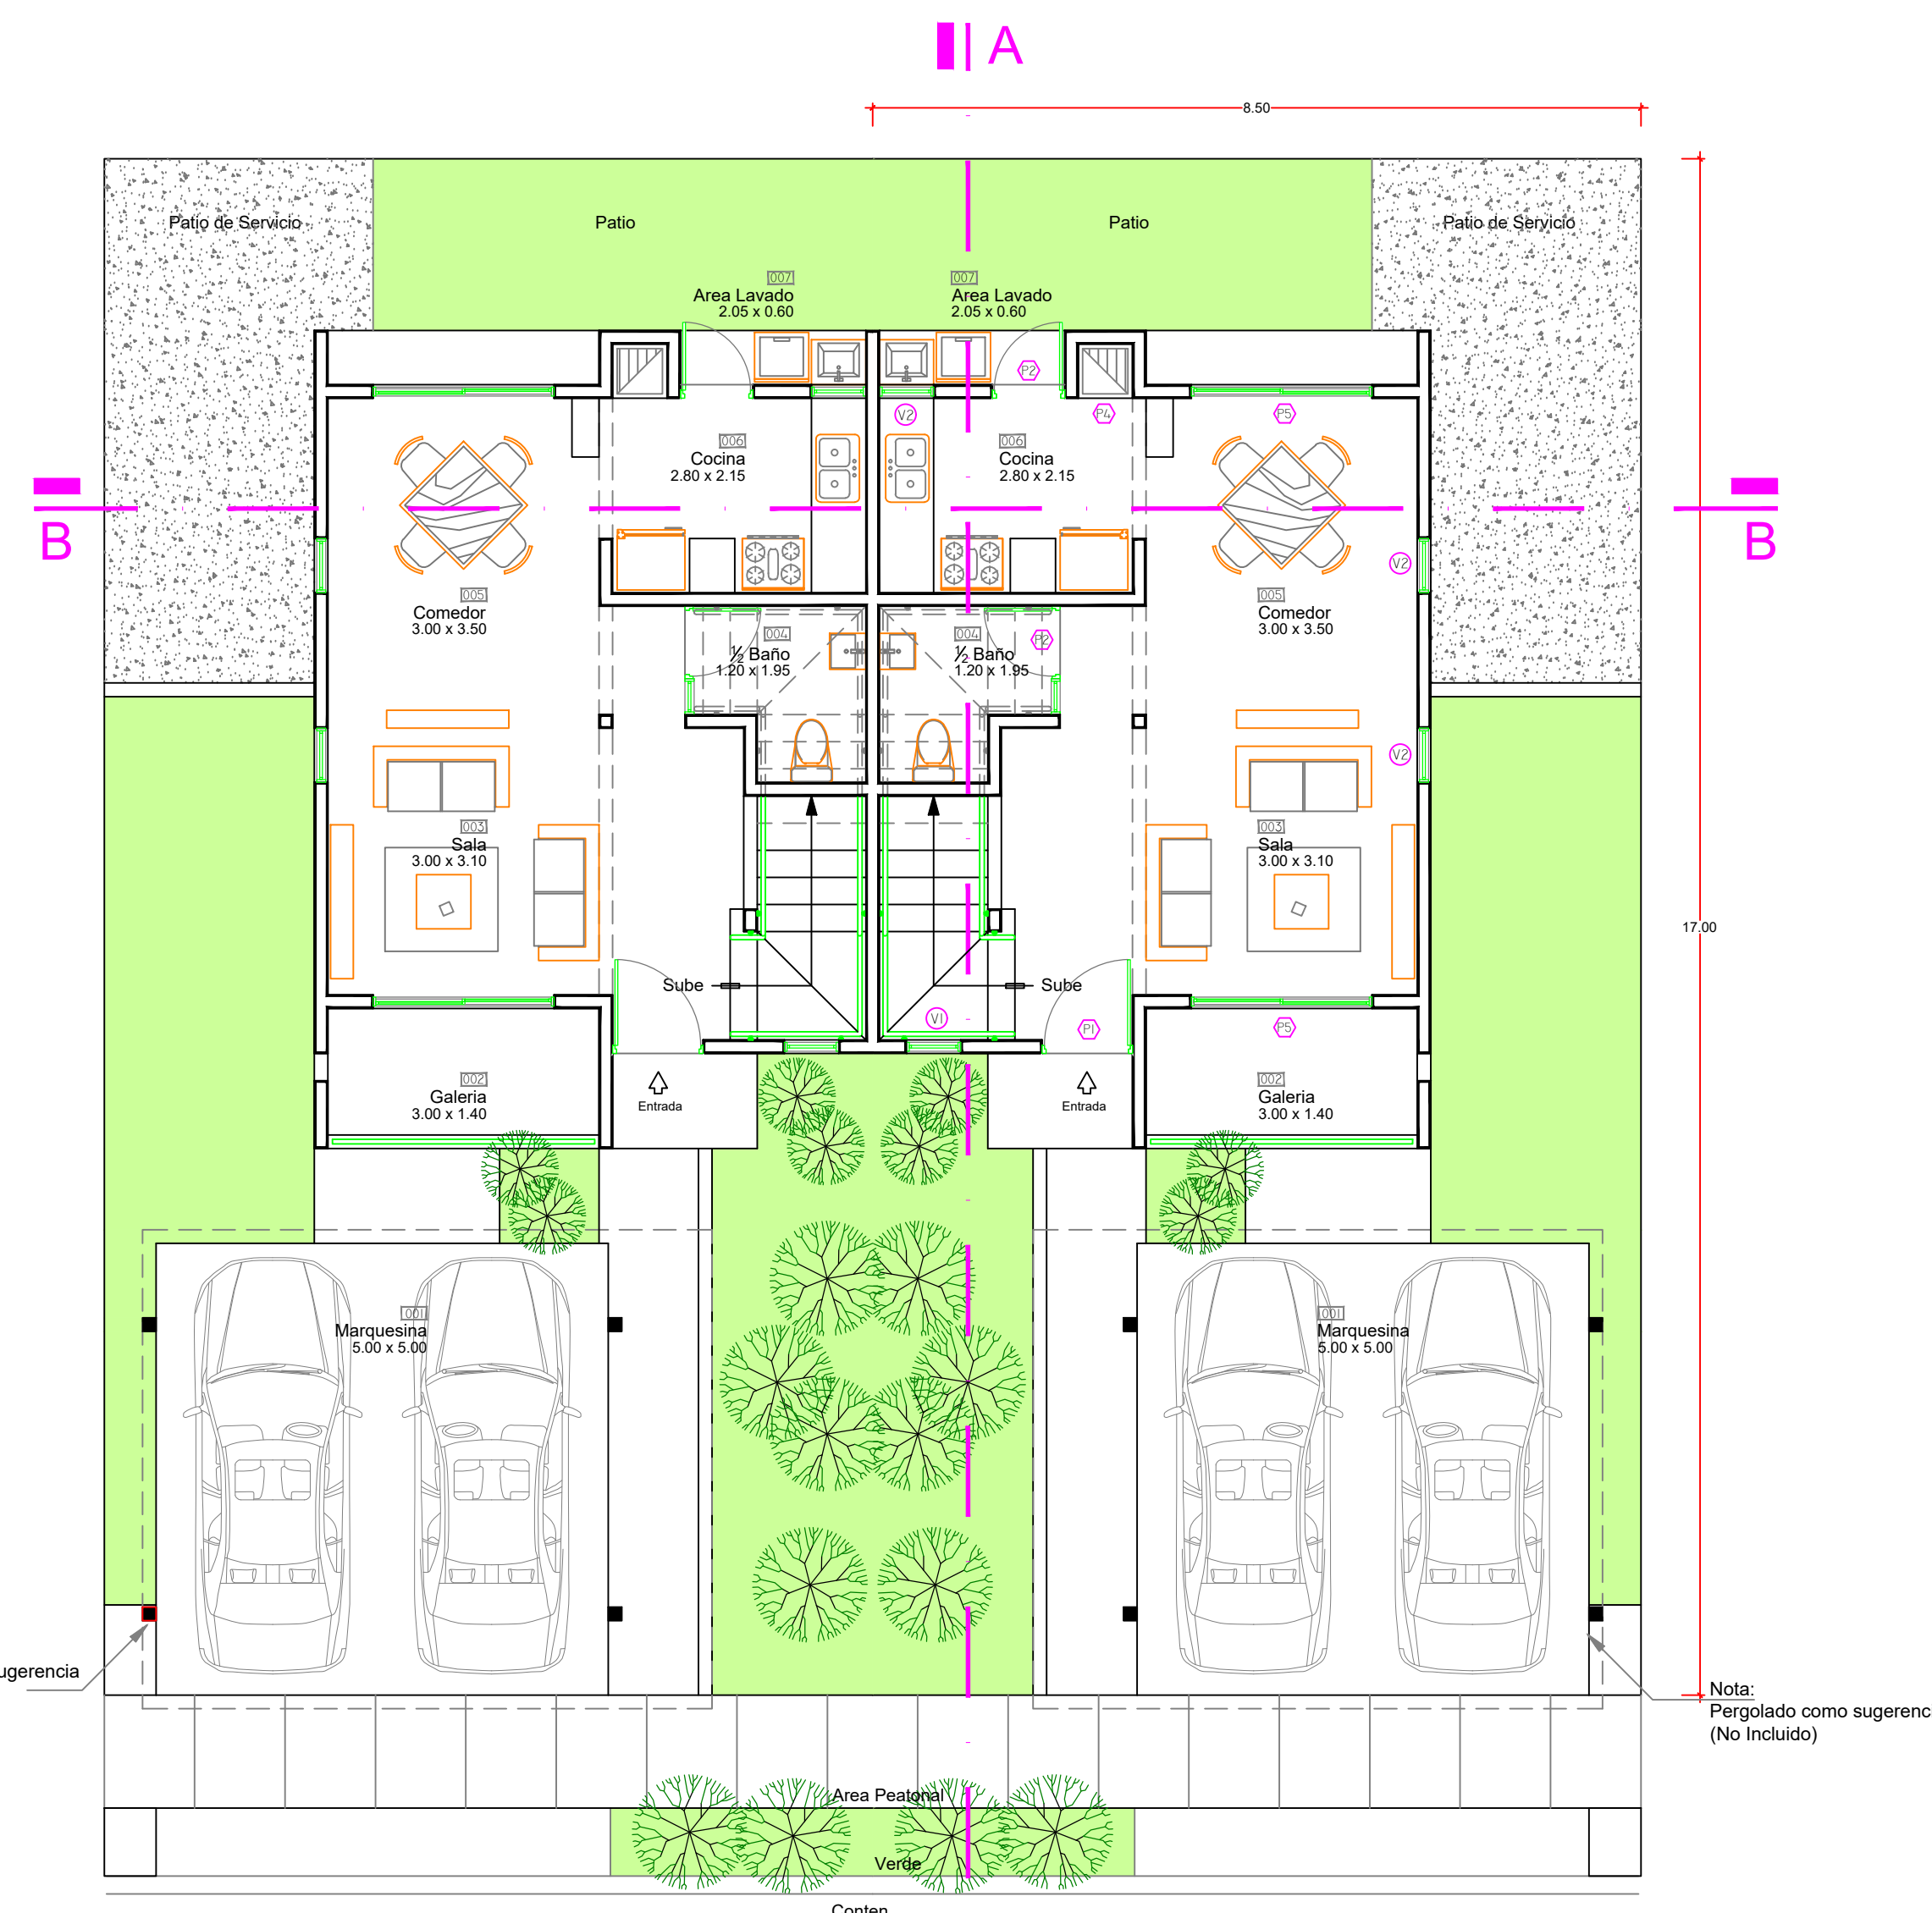 A
8.50
Patio de Servicio
Patio
Patio
Patio de Servicio
007
Area Lavado
2.05 x 0.60
007
Area Lavado
2.05 x 0.60
P2
V2
P4
P5
006
Cocina
2.80 x 2.15
006
Cocina
2.80 x 2.15
B
B
V2
005
Comedor
3.00 x 3.50
004
½ Baño
1.20 x 1.95
004
½ Baño
1.20 x 1.95
P2
005
Comedor
3.00 x 3.50
V2
003
Sala
3.00 x 3.10
003
Sala
3.00 x 3.10
17.00
Sube
Sube
V1
P1
P5
002
Galeria
3.00 x 1.40
Entrada
Entrada
002
Galeria
3.00 x 1.40
001
Marquesina
5.00 x 5.00
001
Marquesina
5.00 x 5.00
ugerencia
Nota:
Pergolado como sugerenc
(No Incluido)
Area Peatonal
Verde
Conten